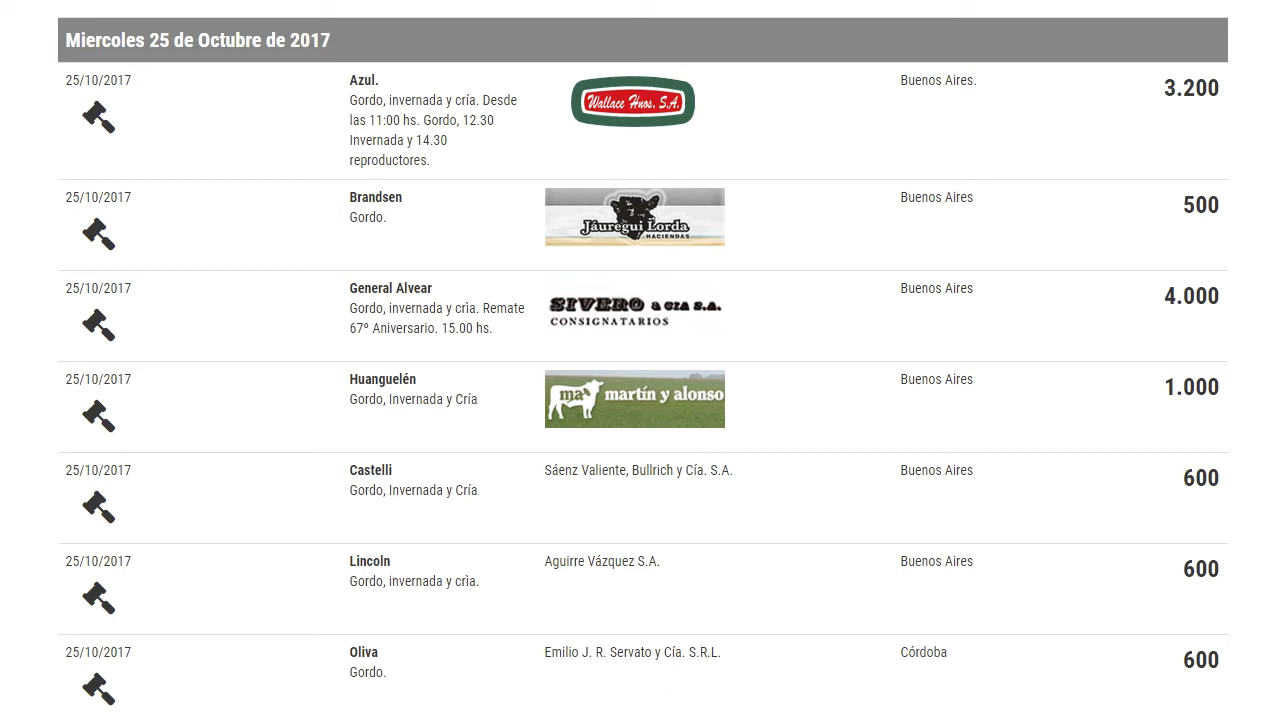 Miercoles 25 de Octubre de 2017
25/10/2017
Azul.
Gordo, invernada y cría. Desde
las 11:00 hs. Gordo, 12.30
Invernada y 14.30
reproductores.
Wallace Hnos. S.A.
Buenos Aires.
3.200
25/10/2017
Brandsen
Gordo.
Jáuregui Lorda
HACIENDAS
Buenos Aires
500
25/10/2017
General Alvear
Gordo, invernada y crìa. Remate
67º Aniversario. 15.00 hs.
SIVERO & CIA S.A.
CONSIGNATARIOS
Buenos Aires
4.000
25/10/2017
Huanguelén
Gordo, Invernada y Cría
ma martín y alonso
Buenos Aires
1.000
25/10/2017
Castelli
Gordo, Invernada y Cría
Sáenz Valiente, Bullrich y Cía. S.A.
Buenos Aires
600
25/10/2017
Lincoln
Gordo, invernada y crìa.
Aguirre Vázquez S.A.
Buenos Aires
600
25/10/2017
Oliva
Gordo.
Emilio J. R. Servato y Cía. S.R.L.
Córdoba
600